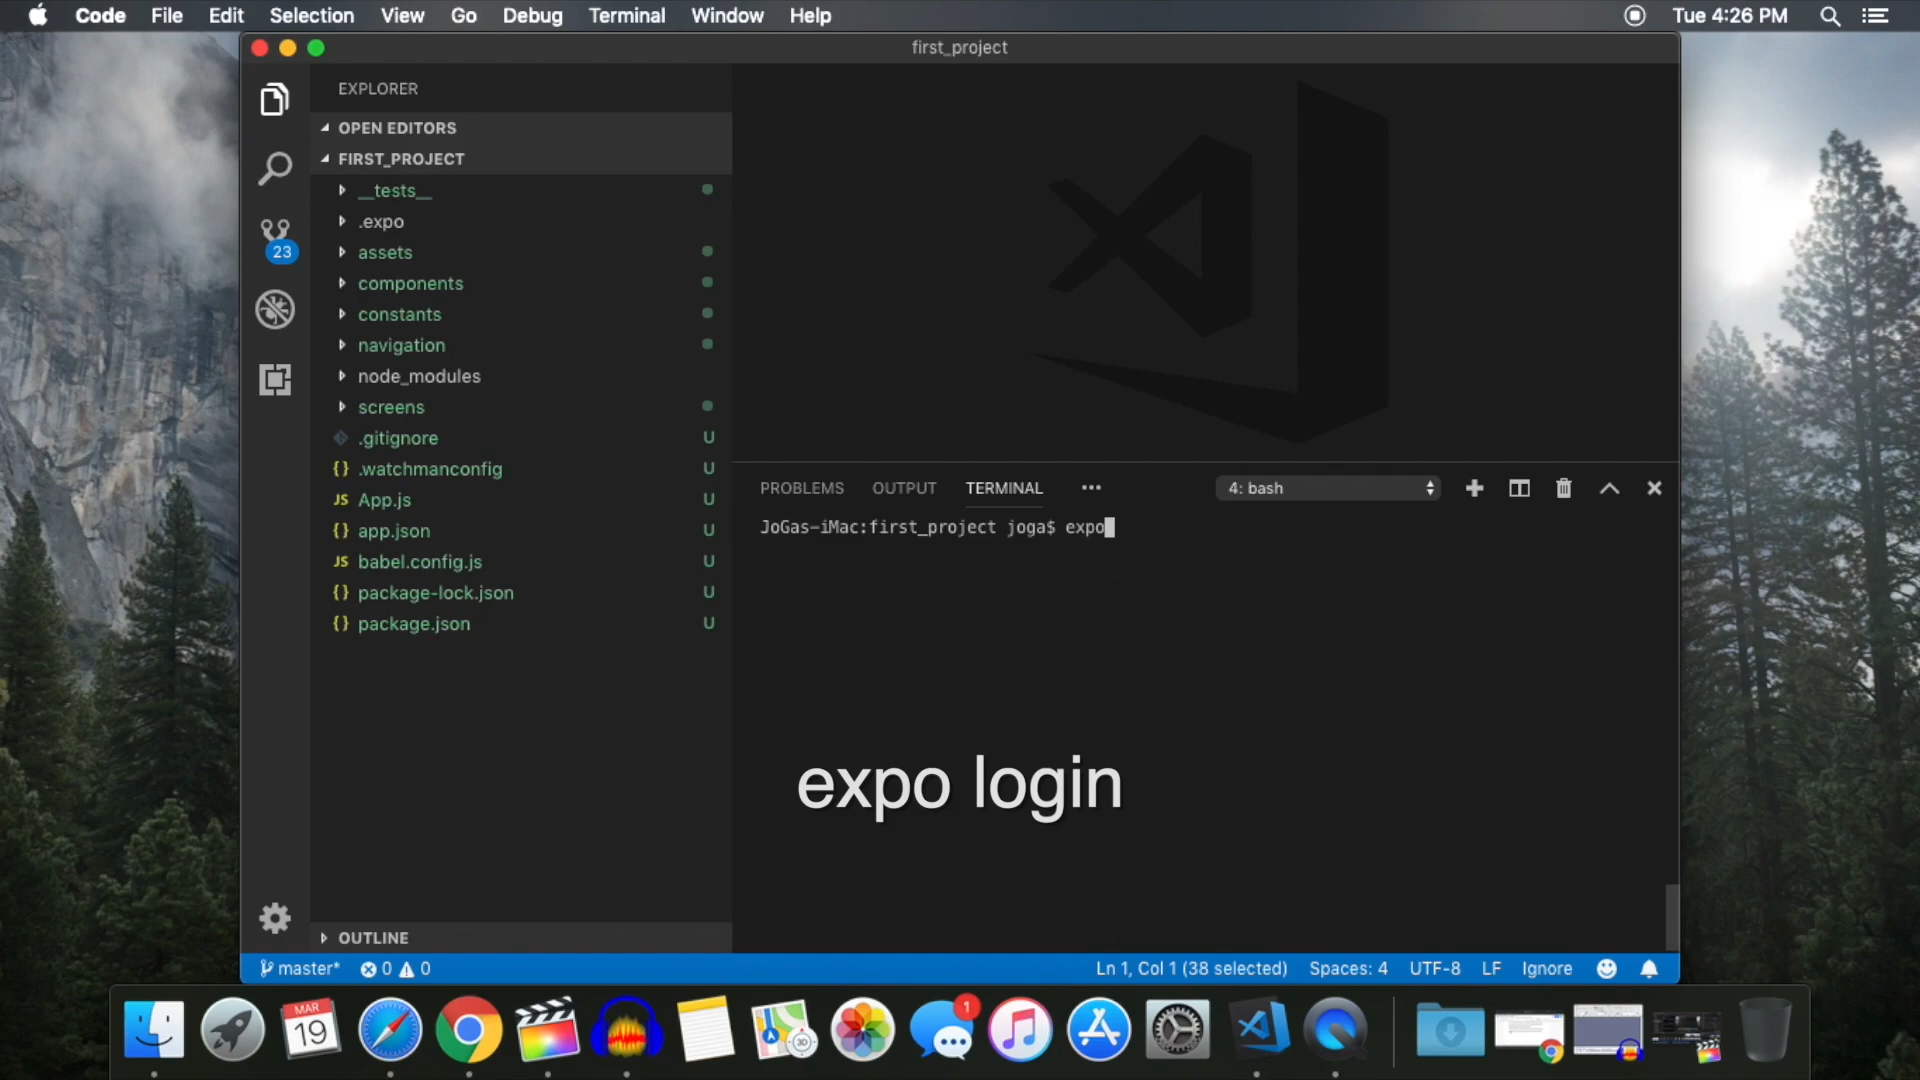 Code File Edit Selection View Go Debug Terminal Window Help Tue 4:26 PM
first_project
EXPLORER
OPEN EDITORS
FIRST_PROJECT
__tests__
.expo
23
assets
components
constants
navigation
node_modules
screens
.gitignore U
.watchmanconfig U
JS App.js U
app.json U
JS babel.config.js U
package-lock.json U
package.json U
OUTLINE
PROBLEMS OUTPUT TERMINAL ••• 4: bash
JoGas-iMac:first_project joga$ expo
expo login
master* 0 0 Ln 1, Col 1 (38 selected) Spaces: 4 UTF-8 LF Ignore
MAR
19
3D
1